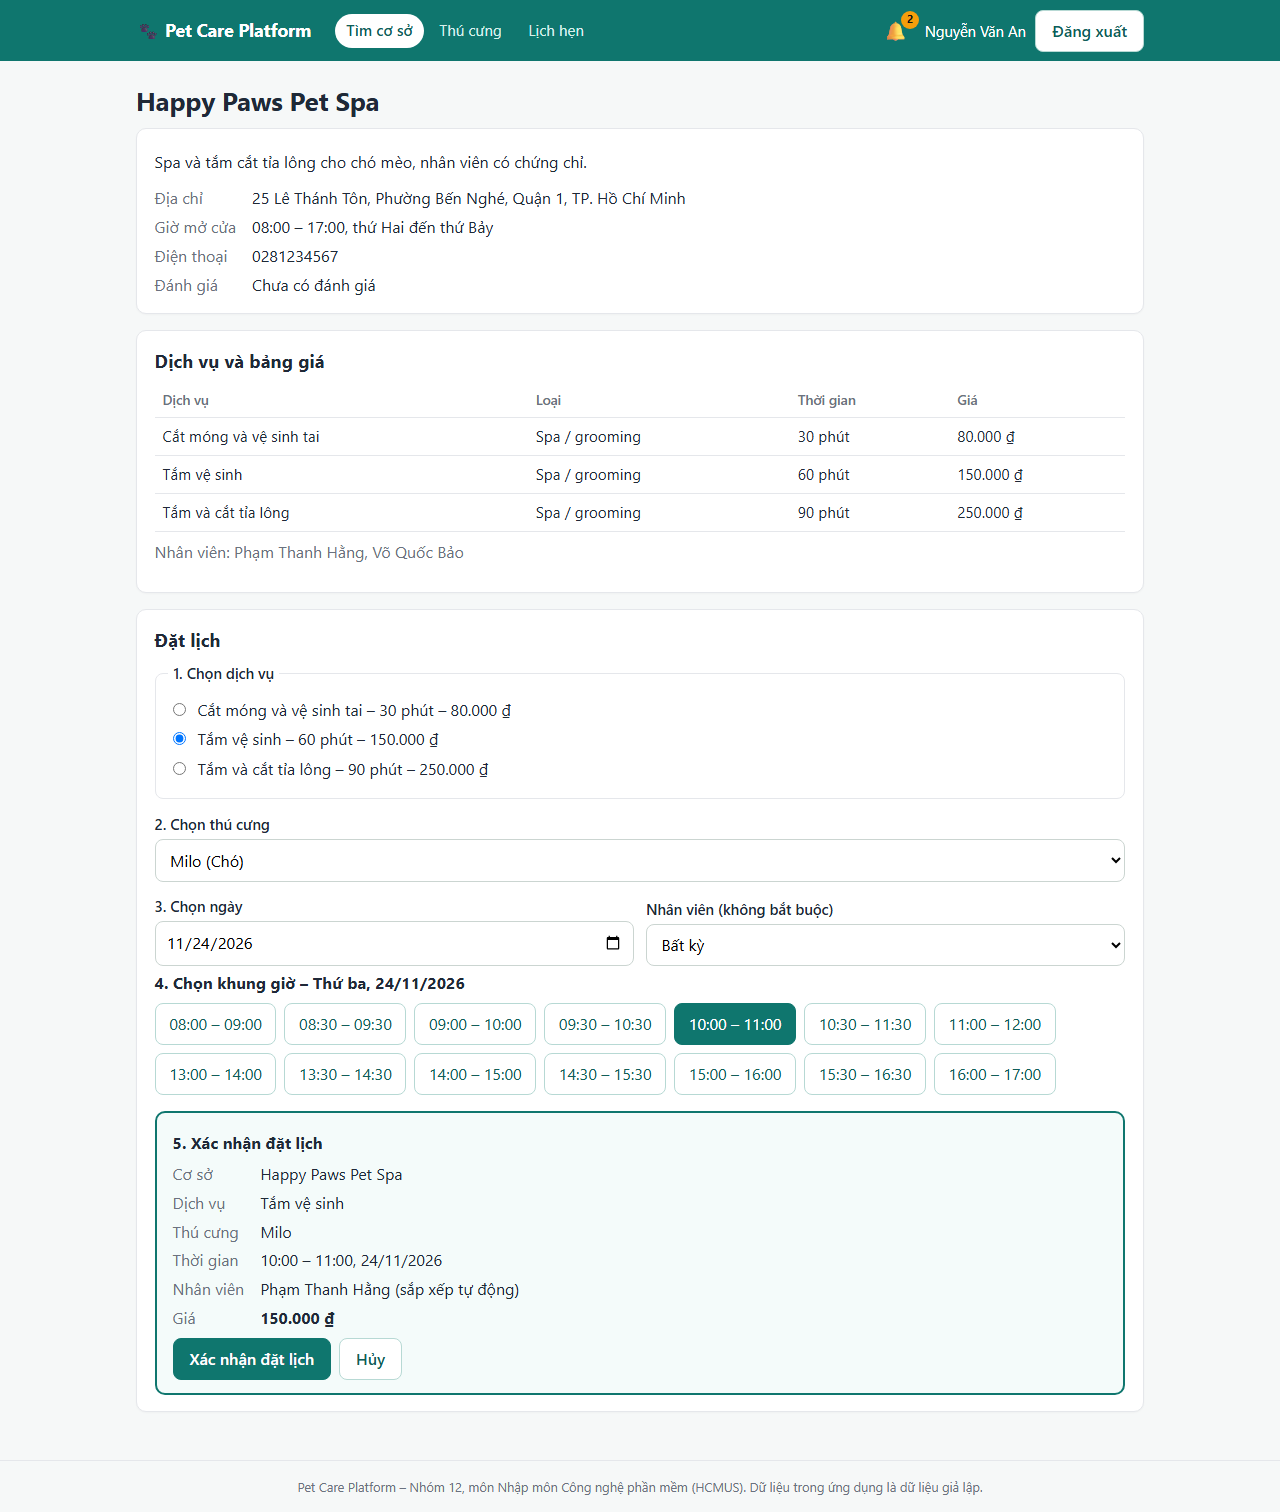 Pet Care Platform
Tìm cơ sở
Thú cưng
Lịch hẹn
2
Nguyễn Văn An
Đăng xuất
Happy Paws Pet Spa
Spa và tắm cắt tỉa lông cho chó mèo, nhân viên có chứng chỉ.
Địa chỉ 25 Lê Thánh Tôn, Phường Bến Nghé, Quận 1, TP. Hồ Chí Minh
Giờ mở cửa 08:00 – 17:00, thứ Hai đến thứ Bảy
Điện thoại 0281234567
Đánh giá Chưa có đánh giá
Dịch vụ và bảng giá
Dịch vụ Loại Thời gian Giá
Cắt móng và vệ sinh tai Spa / grooming 30 phút 80.000 ₫
Tắm vệ sinh Spa / grooming 60 phút 150.000 ₫
Tắm và cắt tỉa lông Spa / grooming 90 phút 250.000 ₫
Nhân viên: Phạm Thanh Hằng, Võ Quốc Bảo
Đặt lịch
1. Chọn dịch vụ
Cắt móng và vệ sinh tai – 30 phút – 80.000 ₫
Tắm vệ sinh – 60 phút – 150.000 ₫
Tắm và cắt tỉa lông – 90 phút – 250.000 ₫
2. Chọn thú cưng
Milo (Chó)
3. Chọn ngày
11/24/2026
Nhân viên (không bắt buộc)
Bất kỳ
4. Chọn khung giờ – Thứ ba, 24/11/2026
08:00 – 09:00 08:30 – 09:30 09:00 – 10:00 09:30 – 10:30 10:00 – 11:00 10:30 – 11:30 11:00 – 12:00
13:00 – 14:00 13:30 – 14:30 14:00 – 15:00 14:30 – 15:30 15:00 – 16:00 15:30 – 16:30 16:00 – 17:00
5. Xác nhận đặt lịch
Cơ sở Happy Paws Pet Spa
Dịch vụ Tắm vệ sinh
Thú cưng Milo
Thời gian 10:00 – 11:00, 24/11/2026
Nhân viên Phạm Thanh Hằng (sắp xếp tự động)
Giá 150.000 ₫
Xác nhận đặt lịch Hủy
Pet Care Platform – Nhóm 12, môn Nhập môn Công nghệ phần mềm (HCMUS). Dữ liệu trong ứng dụng là dữ liệu giả lập.